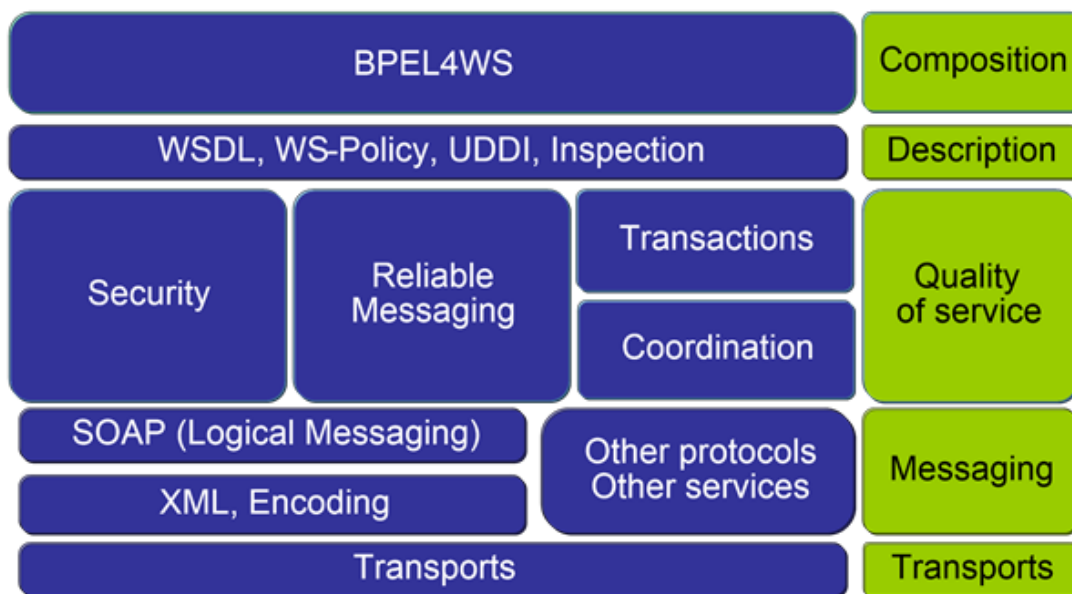 BPEL4WS
Composition
WSDL, WS-Policy, UDDI, Inspection
Description
Security
Reliable
Messaging
Transactions
Coordination
Quality
of service
SOAP (Logical Messaging)
XML, Encoding
Other protocols
Other services
Messaging
Transports
Transports